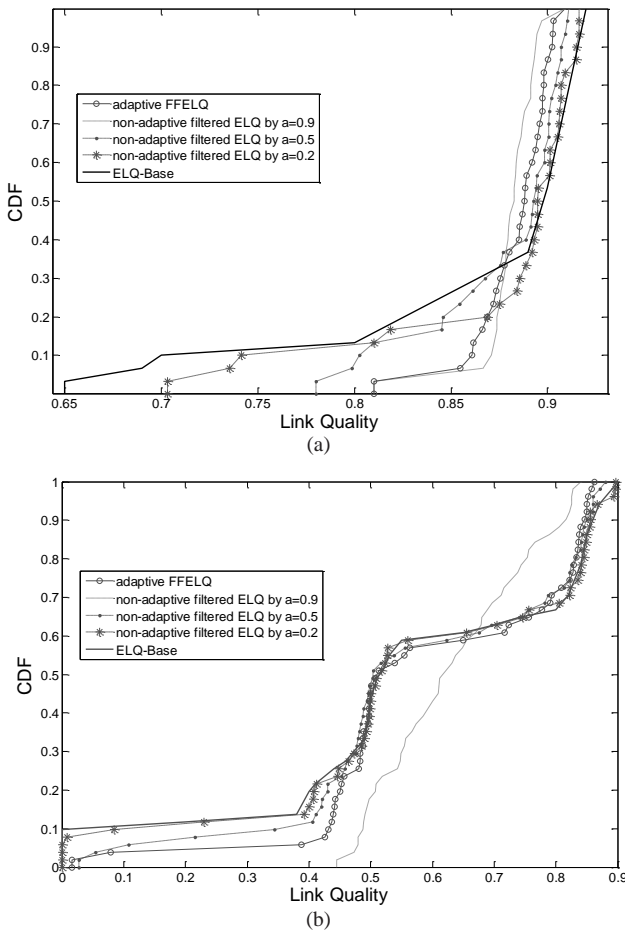 0.9
0.8
0.7
0.6
0.5
0.4
0.3
0.2
0.1
CDF
adaptive FFELQ
non-adaptive filtered ELQ by a=0.9
non-adaptive filtered ELQ by a=0.5
non-adaptive filtered ELQ by a=0.2
ELQ-Base
0.65 0.7 0.75 0.8 0.85 0.9
Link Quality
(a)
1
0.9
0.8
0.7
0.6
0.5
0.4
0.3
0.2
0.1
0
CDF
adaptive FFELQ
non-adaptive filtered ELQ by a=0.9
non-adaptive filtered ELQ by a=0.5
non-adaptive filtered ELQ by a=0.2
ELQ-Base
0 0.1 0.2 0.3 0.4 0.5 0.6 0.7 0.8 0.9
Link Quality
(b)